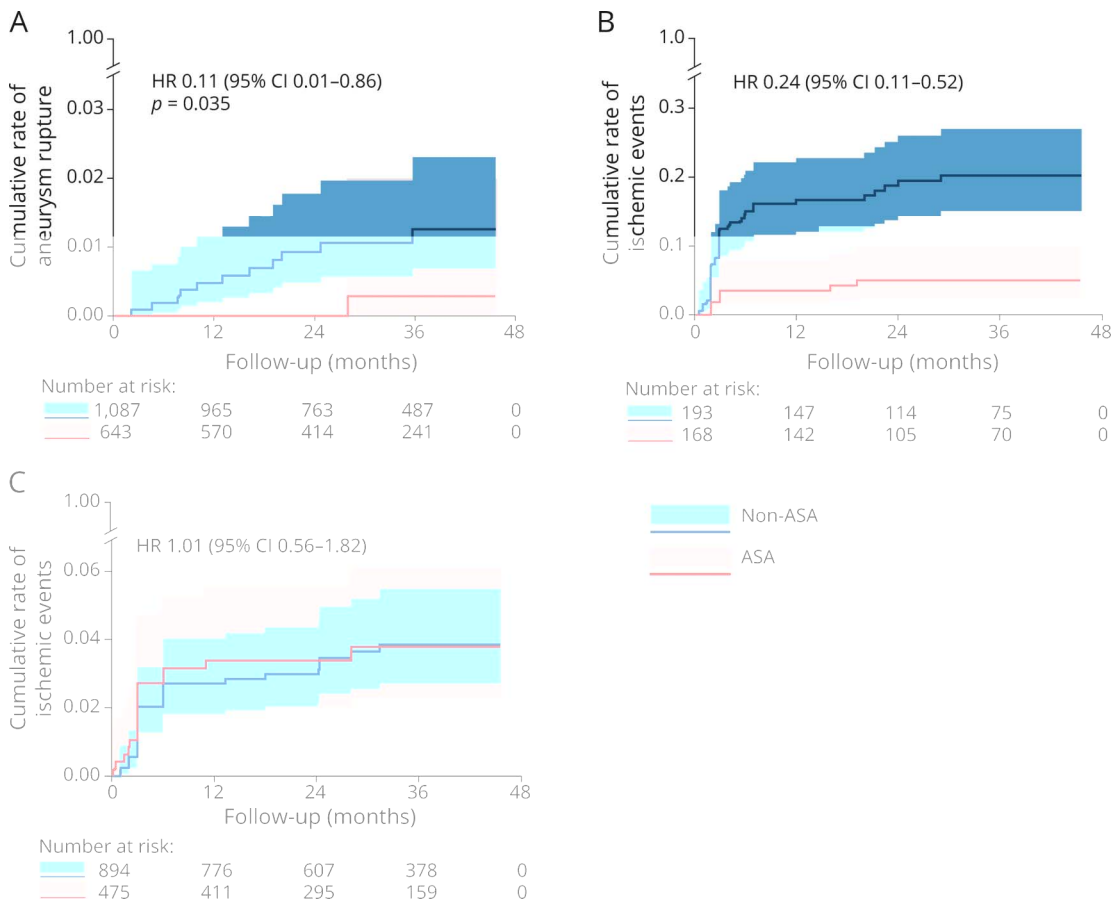 A
1.00
HR 0.11 (95% CI 0.01–0.86)
p = 0.035
0.03
0.02
0.01
0.00
Cumulative rate of
aneurysm rupture
0 12 24 36 48
Follow-up (months)
Number at risk:
1,087 965 763 487 0
643 570 414 241 0
B
1.0
HR 0.24 (95% CI 0.11–0.52)
0.3
0.2
0.1
0.0
Cumulative rate of
ischemic events
0 12 24 36 48
Follow-up (months)
Number at risk:
193 147 114 75 0
168 142 105 70 0
C
1.00
HR 1.01 (95% CI 0.56–1.82)
0.06
0.04
0.02
0.00
Cumulative rate of
ischemic events
0 12 24 36 48
Follow-up (months)
Number at risk:
894 776 607 378 0
475 411 295 159 0
Non-ASA
ASA